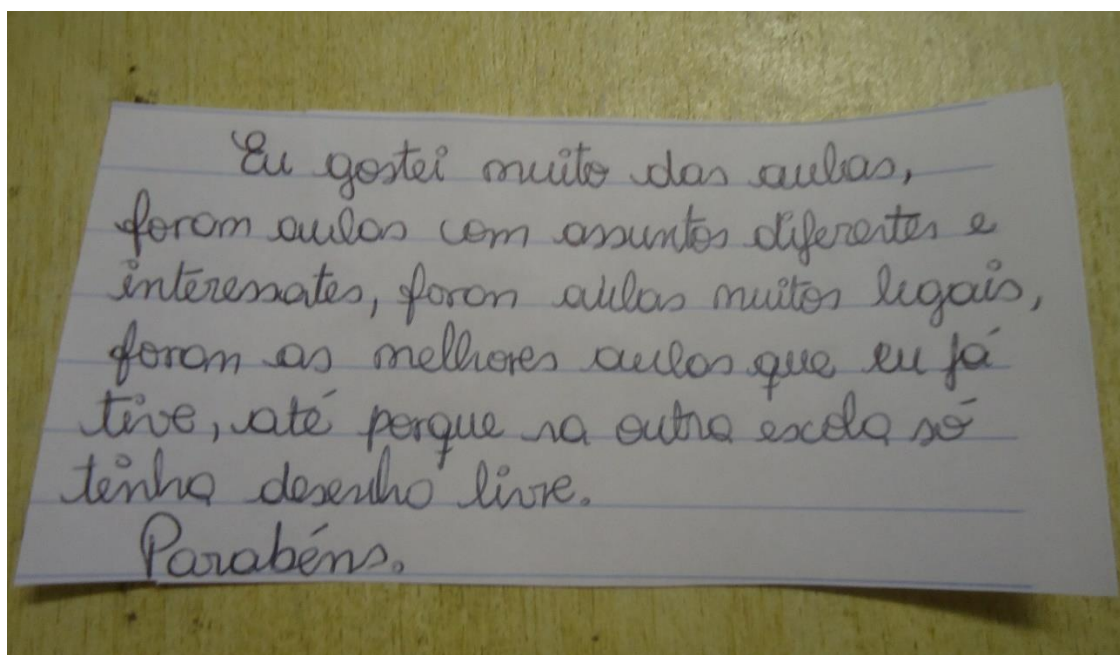 Eu gostei muito das aulas,
foram aulas com assuntos diferentes e
interessates, foram aulas muitos legais,
foram as melhores aulas que eu já
tive, até porque na outra escola só
tinha desenho livre.
Parabéns.